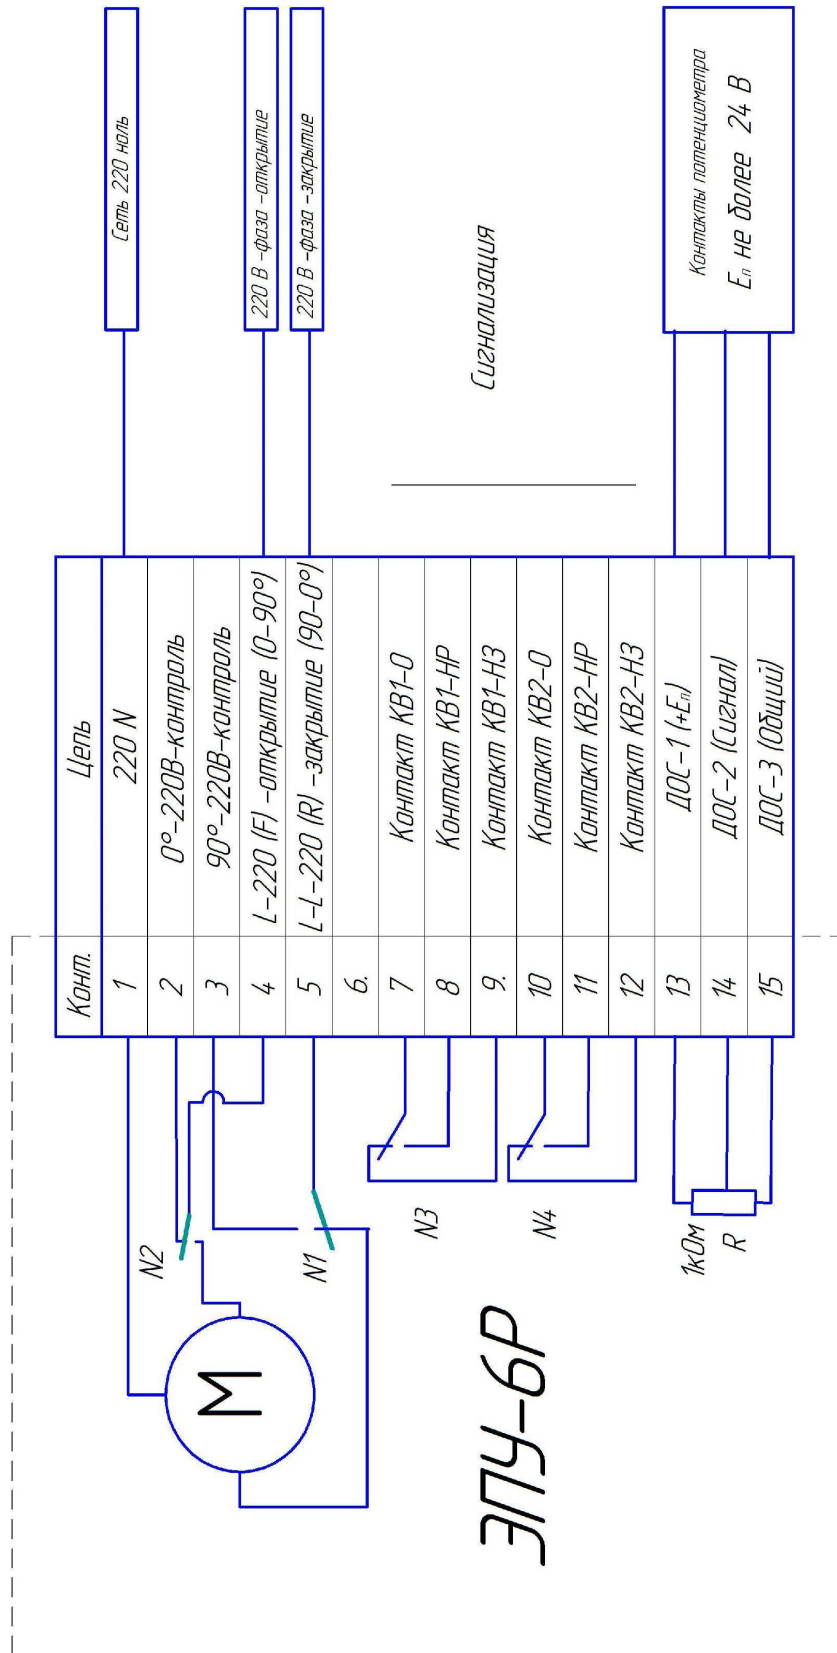 Сеть 220 ноль
220 В -фаза -открытие
220 В -фаза -закрытие
Сигнализация
Контакты потенциометра
Eп не более 24 В
Конт. Цепь
1 220 N
2 0°-220В-контроль
3 90°-220В-контроль
4 L-220 (F) -открытие (0-90°)
5 L-L-220 (R) -закрытие (90-0°)
6.
7 Контакт КВ1-О
8 Контакт КВ1-НР
9. Контакт КВ1-НЗ
10 Контакт КВ2-О
11 Контакт КВ2-НР
12 Контакт КВ2-НЗ
13 ДОС-1 (+Eп)
14 ДОС-2 (Сигнал)
15 ДОС-3 (Общий)
N2
N1
N3
N4
1кОм
R
М
ЭПУ-6Р